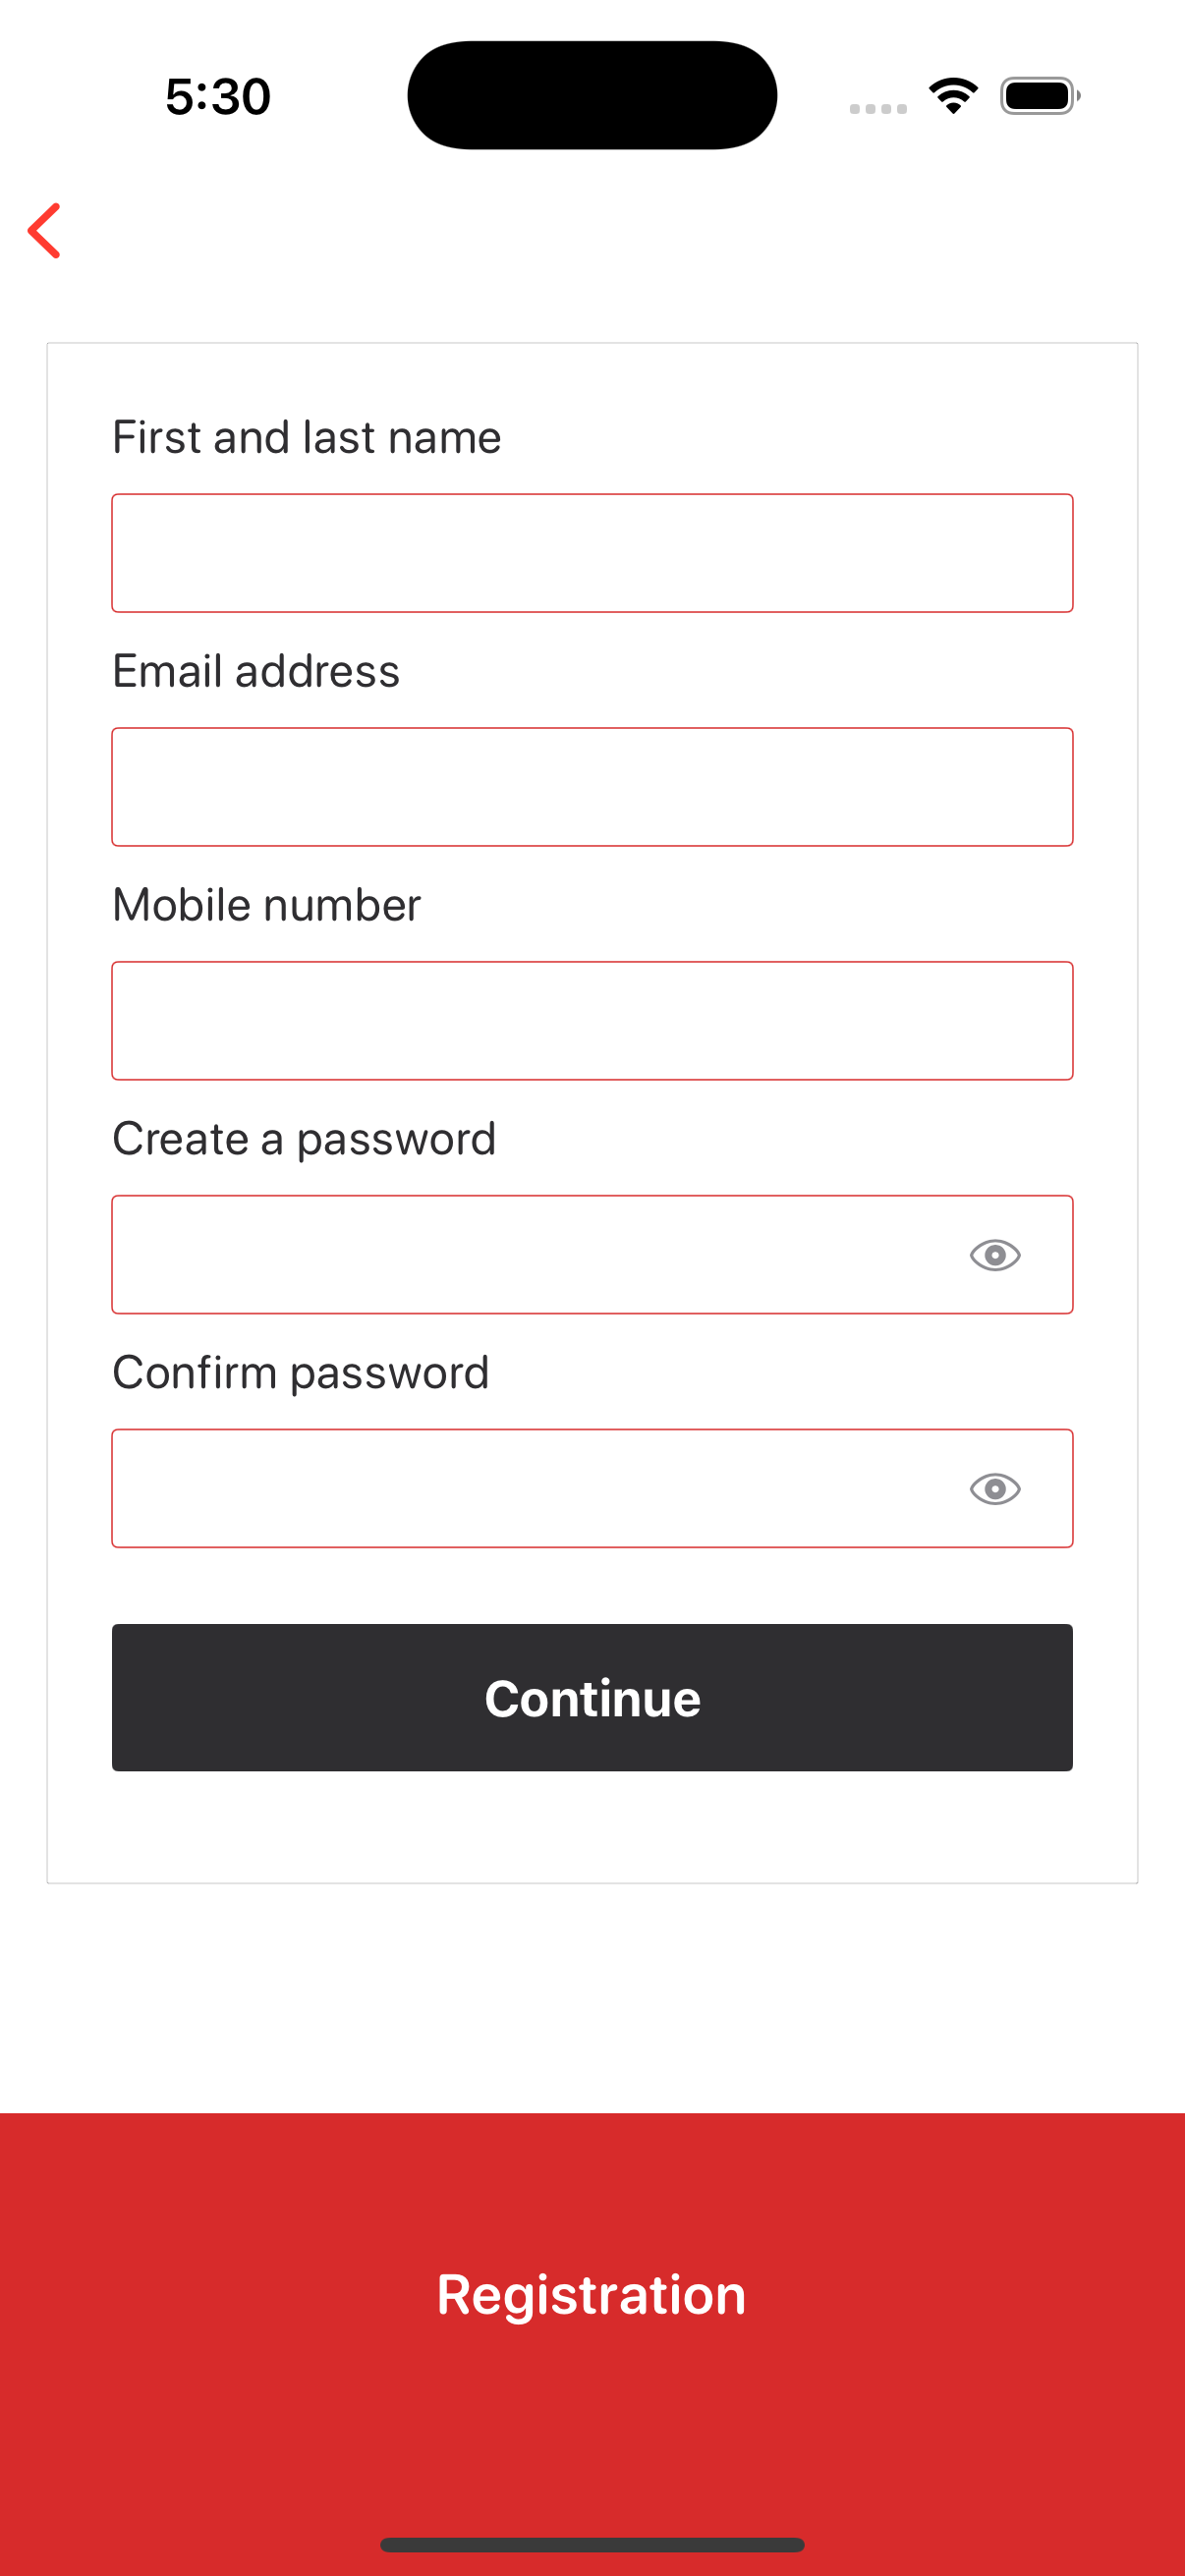 5:30
First and last name
Email address
Mobile number
Create a password
Confirm password
Continue
Registration